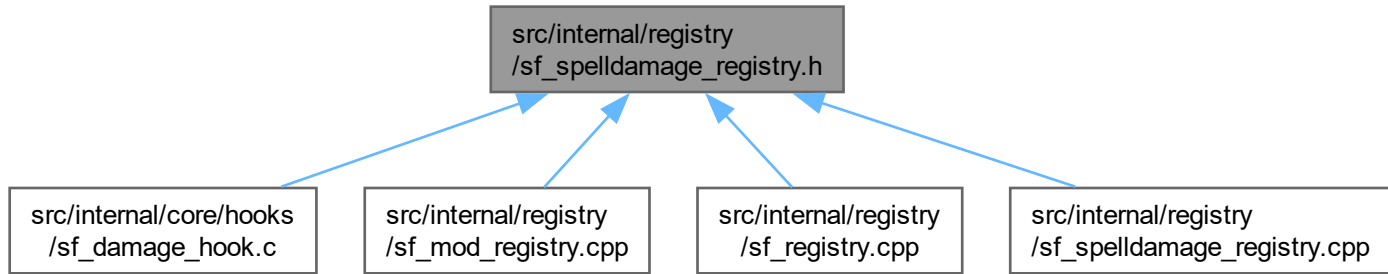 src/internal/registry
/sf_spelldamage_registry.h
src/internal/core/hooks
/sf_damage_hook.c
src/internal/registry
/sf_mod_registry.cpp
src/internal/registry
/sf_registry.cpp
src/internal/registry
/sf_spelldamage_registry.cpp